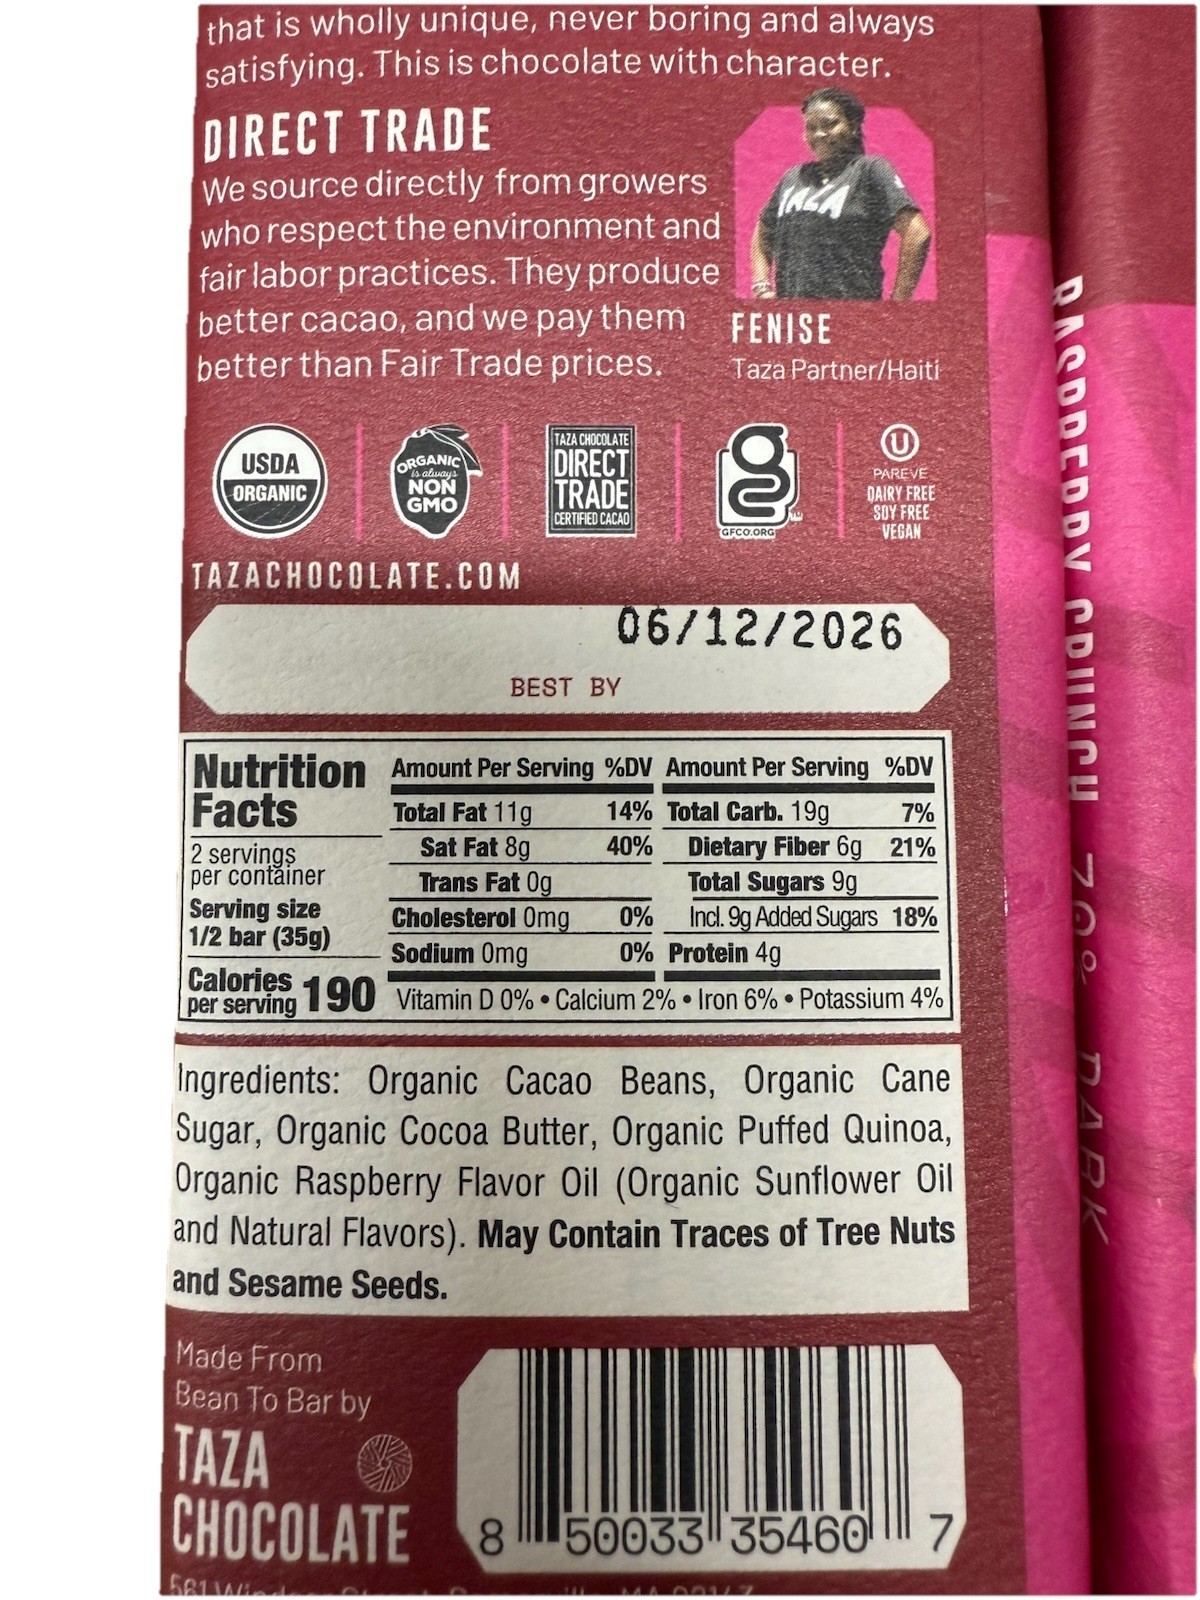 that is wholly unique, never boring and always
satisfying. This is chocolate with character.
DIRECT TRADE
We source directly from growers
who respect the environment and
fair labor practices. They produce
better cacao, and we pay them
better than Fair Trade prices.
TAZA
FENISE
Taza Partner/Haiti
USDA
ORGANIC
ORGANIC
is always
NON
GMO
TAZA CHOCOLATE
DIRECT
TRADE
CERTIFIED CACAO
g
GFCO.ORG
U
PAREVE
DAIRY FREE
SOY FREE
VEGAN
TAZACHOCOLATE.COM
06/12/2026
BEST BY
Nutrition
Facts
2 servings
per container
Serving size
1/2 bar (35g)
Calories
per serving 190
Amount Per Serving %DV
Total Fat 11g 14%
Sat Fat 8g 40%
Trans Fat 0g
Cholesterol 0mg 0%
Sodium 0mg 0%
Amount Per Serving %DV
Total Carb. 19g 7%
Dietary Fiber 6g 21%
Total Sugars 9g
Incl. 9g Added Sugars 18%
Protein 4g
Vitamin D 0% • Calcium 2% • Iron 6% • Potassium 4%
Ingredients: Organic Cacao Beans, Organic Cane
Sugar, Organic Cocoa Butter, Organic Puffed Quinoa,
Organic Raspberry Flavor Oil (Organic Sunflower Oil
and Natural Flavors). May Contain Traces of Tree Nuts
and Sesame Seeds.
Made From
Bean To Bar by
TAZA
CHOCOLATE
8 50033 35460 7
RASPBERRY CRUNCH 70% DARK